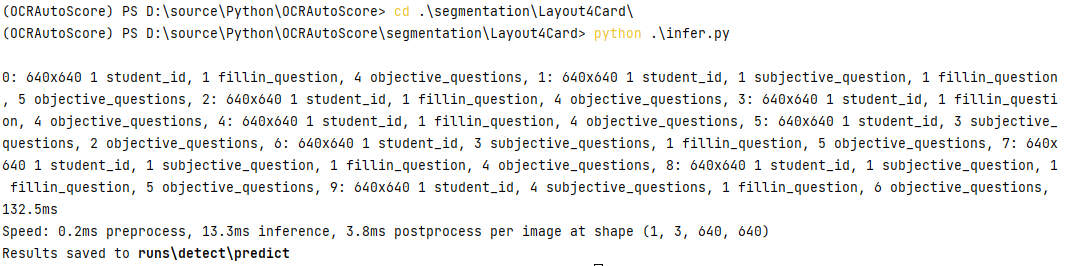 (OCRAutoScore) PS D:\source\Python\OCRAutoScore> cd .\segmentation\Layout4Card\
(OCRAutoScore) PS D:\source\Python\OCRAutoScore\segmentation\Layout4Card> python .\infer.py
0: 640x640 1 student_id, 1 fillin_question, 4 objective_questions, 1: 640x640 1 student_id, 1 subjective_question, 1 fillin_question
, 5 objective_questions, 2: 640x640 1 student_id, 1 fillin_question, 4 objective_questions, 3: 640x640 1 student_id, 1 fillin_questi
on, 4 objective_questions, 4: 640x640 1 student_id, 1 fillin_question, 4 objective_questions, 5: 640x640 1 student_id, 3 subjective_
questions, 2 objective_questions, 6: 640x640 1 student_id, 3 subjective_questions, 1 fillin_question, 5 objective_questions, 7: 640x
640 1 student_id, 1 subjective_question, 1 fillin_question, 4 objective_questions, 8: 640x640 1 student_id, 1 subjective_question, 1
 fillin_question, 5 objective_questions, 9: 640x640 1 student_id, 4 subjective_questions, 1 fillin_question, 6 objective_questions,
132.5ms
Speed: 0.2ms preprocess, 13.3ms inference, 3.8ms postprocess per image at shape (1, 3, 640, 640)
Results saved to runs\detect\predict